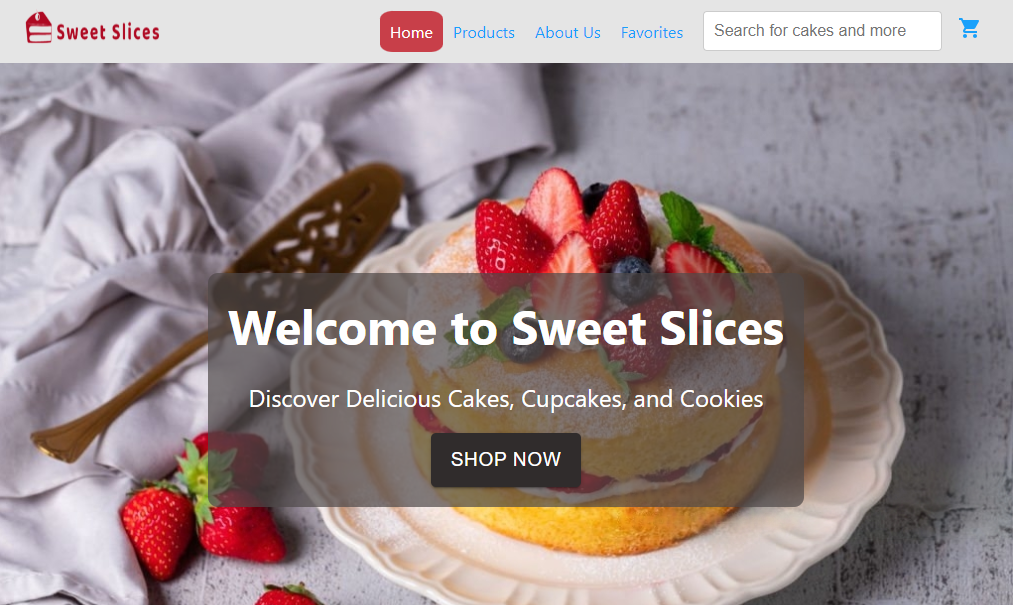 Sweet Slices
Home Products About Us Favorites Search for cakes and more
Welcome to Sweet Slices
Discover Delicious Cakes, Cupcakes, and Cookies
SHOP NOW